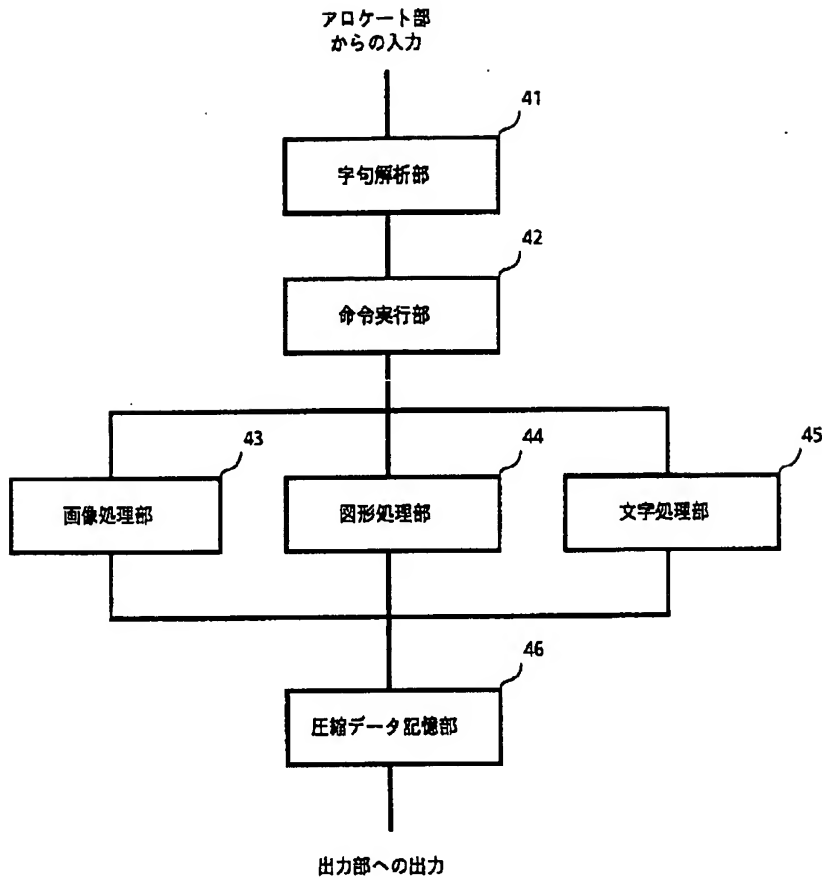 アロケート部
からの入力
41
字句解析部
42
命令実行部
43
画像処理部
44
図形処理部
45
文字処理部
46
圧縮データ記憶部
出力部への出力